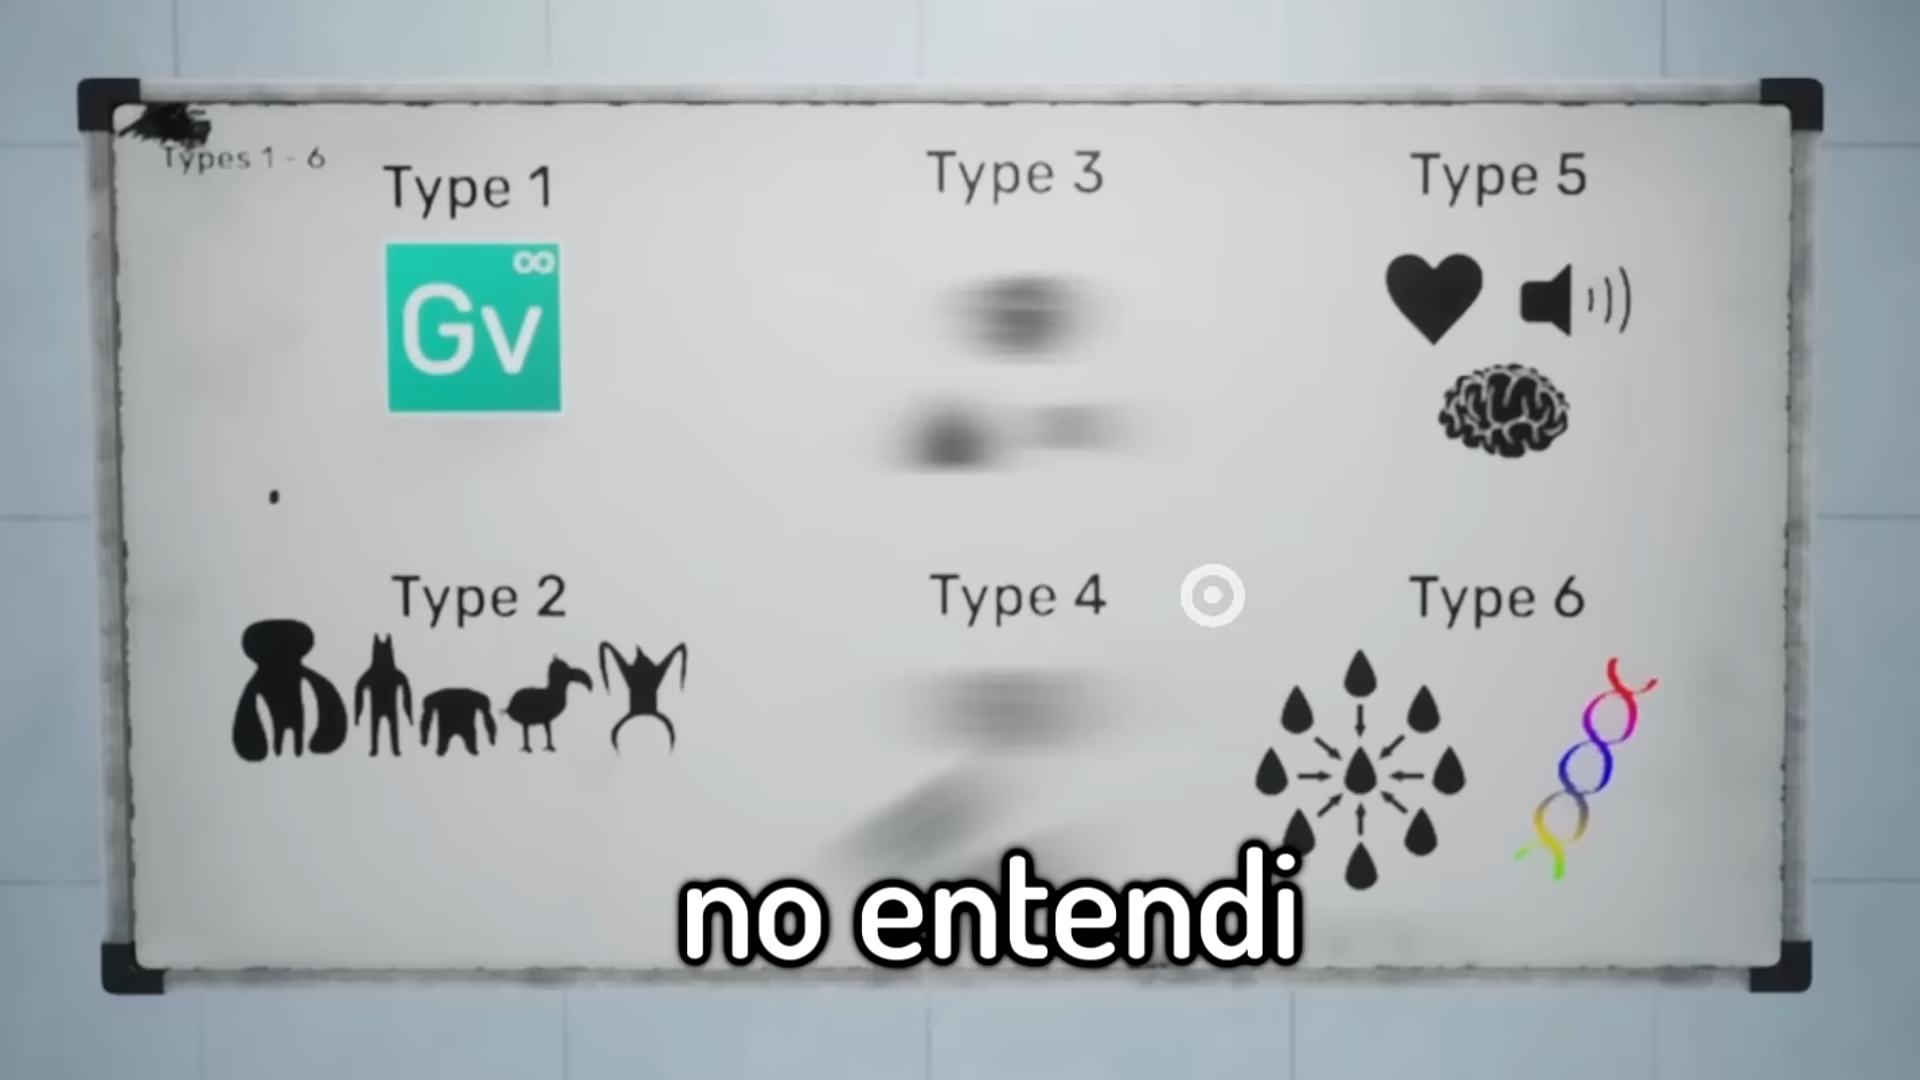 Types 1 - 6
Type 1
Type 3
Type 5
∞
Gv
Type 2
Type 4
Type 6
no entendi